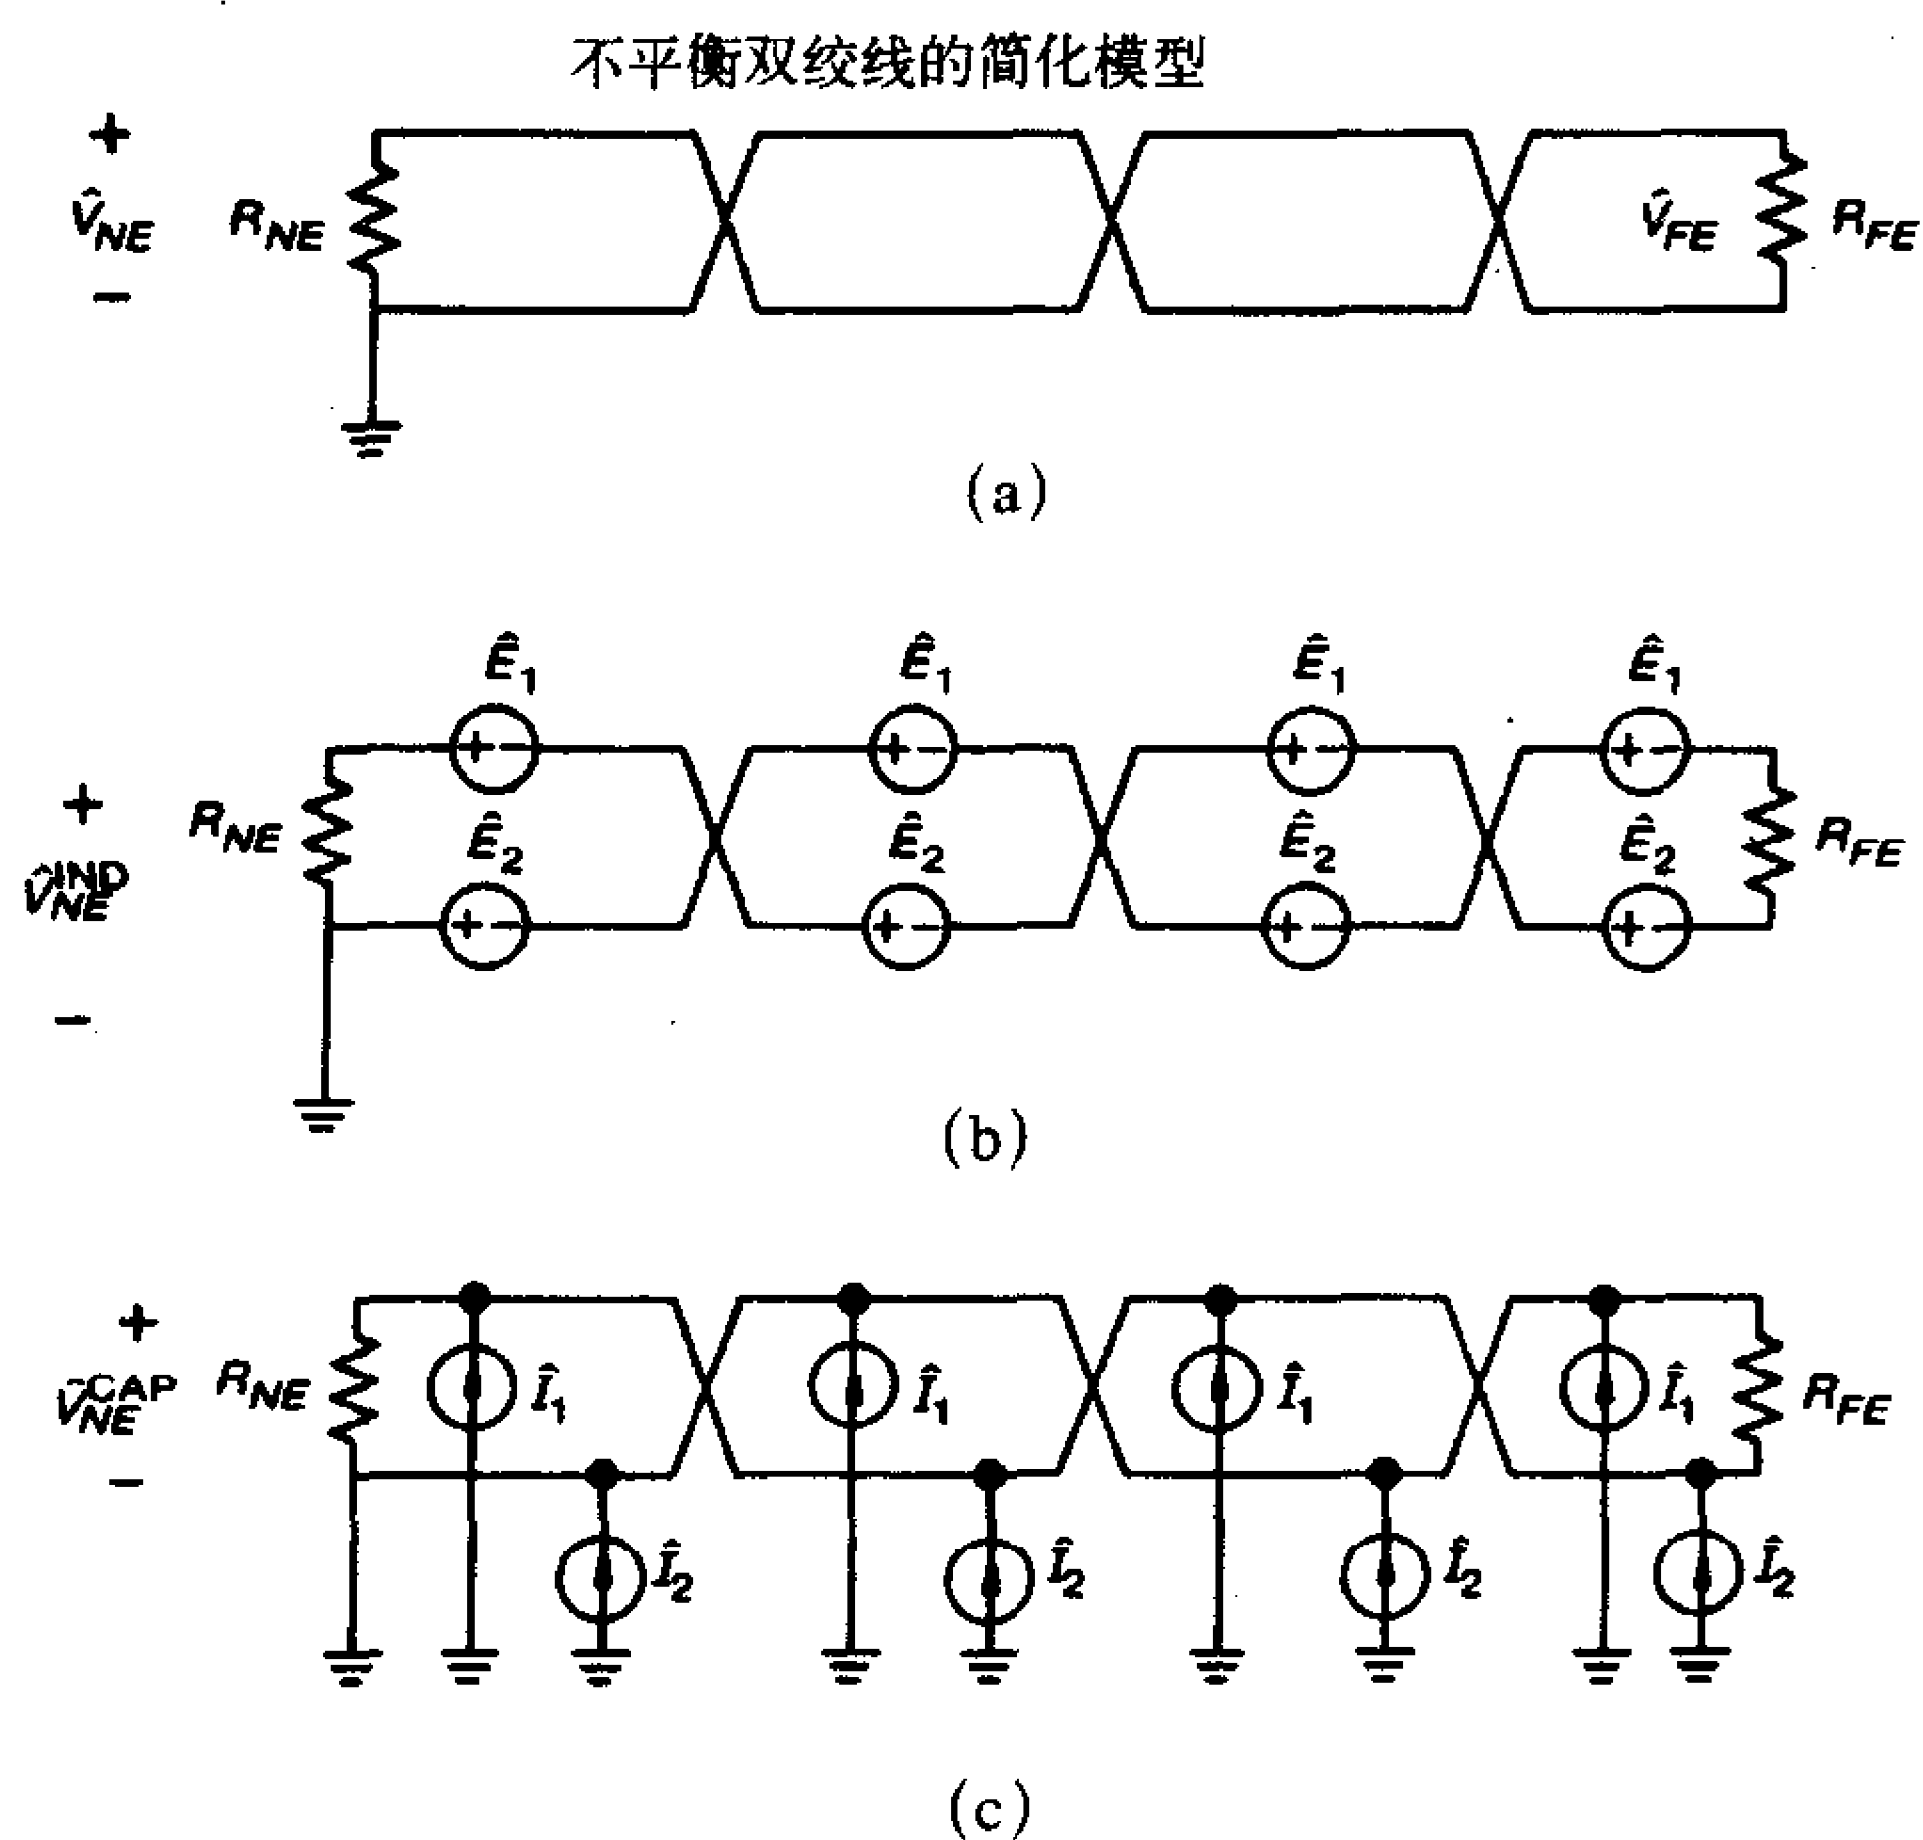 不平衡双绞线的简化模型
+
V̂NE RNE V̂FE RFE
−
(a)
Ê1 Ê1 Ê1 Ê1
+ − + − + − + −
+ RNE Ê2 Ê2 Ê2 Ê2 RFE
V̂NE^IND + − + − + − + −
−
(b)
+
V̂NE^CAP RNE Î1 Î1 Î1 Î1 RFE
−
Î2 Î2 Î2 Î2
(c)